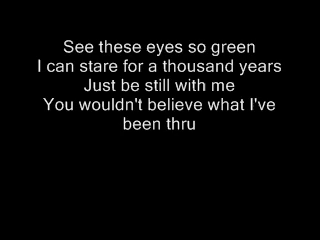 See these eyes so green
I can stare for a thousand years
Just be still with me
You wouldn't believe what I've
been thru